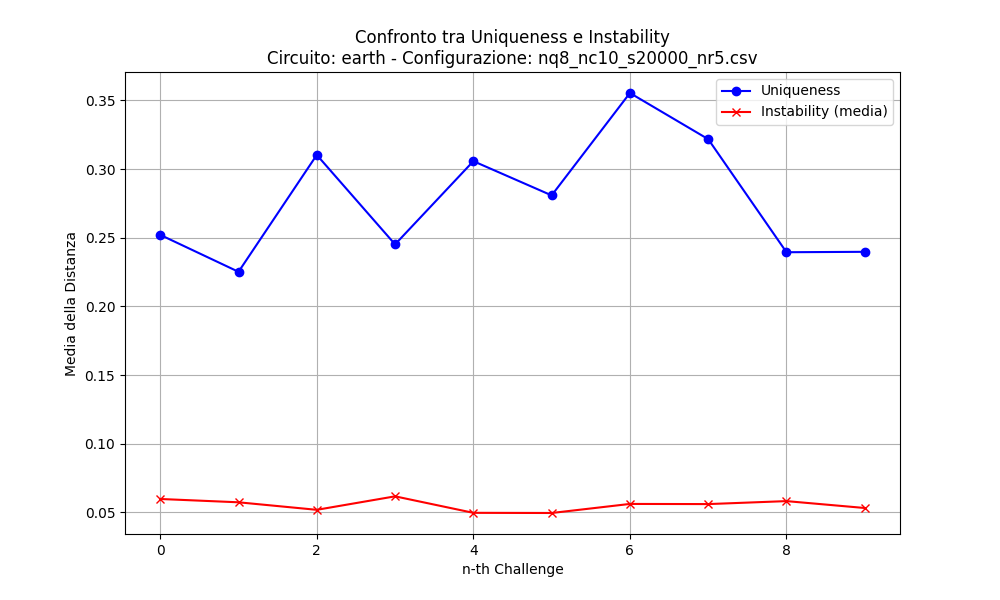 Confronto tra Uniqueness e Instability
Circuito: earth - Configurazione: nq8_nc10_s20000_nr5.csv
Uniqueness
Instability (media)
Media della Distanza
0.35
0.30
0.25
0.20
0.15
0.10
0.05
0 2 4 6 8
n-th Challenge